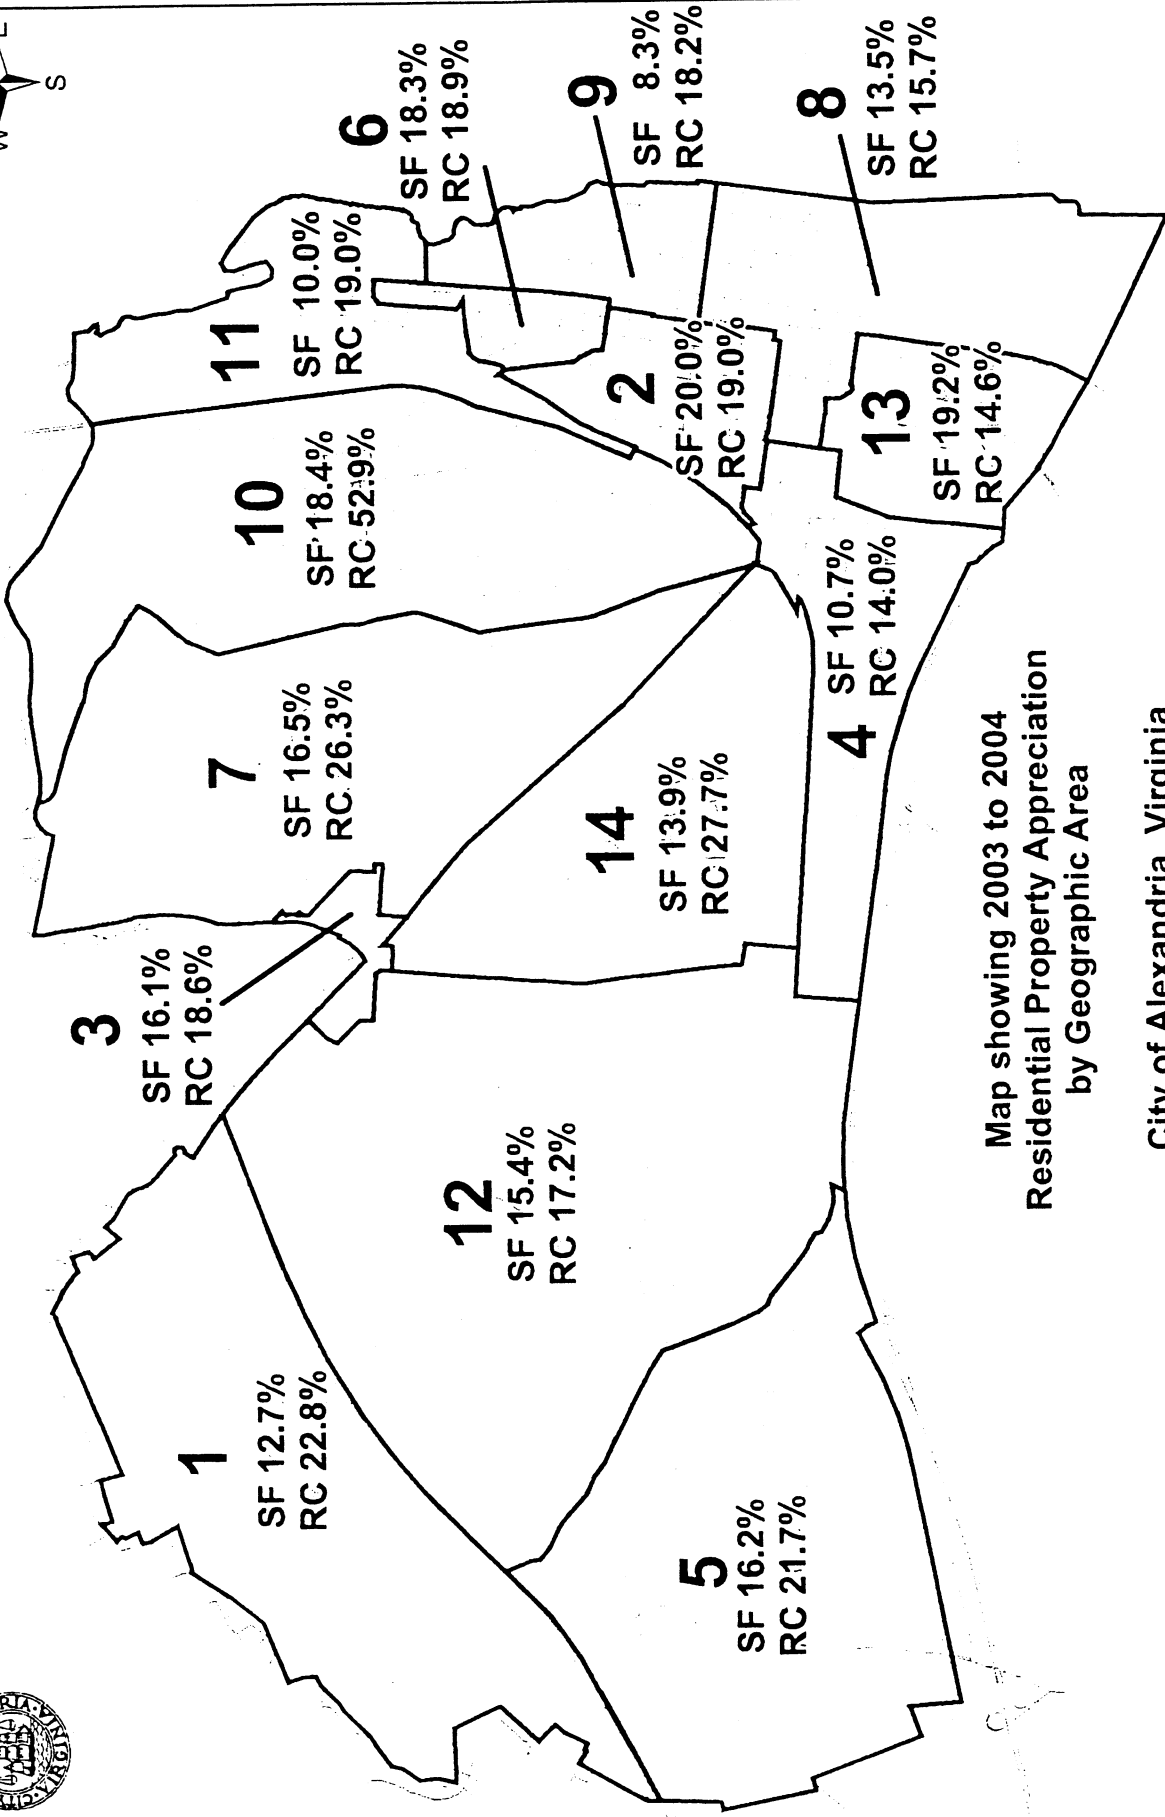 W
S
E
6
SF 18.3%
RC 18.9%
9
SF 8.3%
RC 18.2%
8
SF 13.5%
RC 15.7%
11
SF 10.0%
RC 19.0%
2
SF 20.0%
RC 19.0%
13
SF 19.2%
RC 14.6%
10
SF 18.4%
RC 52.9%
4
SF 10.7%
RC 14.0%
7
SF 16.5%
RC 26.3%
14
SF 13.9%
RC 27.7%
3
SF 16.1%
RC 18.6%
12
SF 15.4%
RC 17.2%
1
SF 12.7%
RC 22.8%
5
SF 16.2%
RC 21.7%
Map showing 2003 to 2004
Residential Property Appreciation
by Geographic Area
City of Alexandria, Virginia